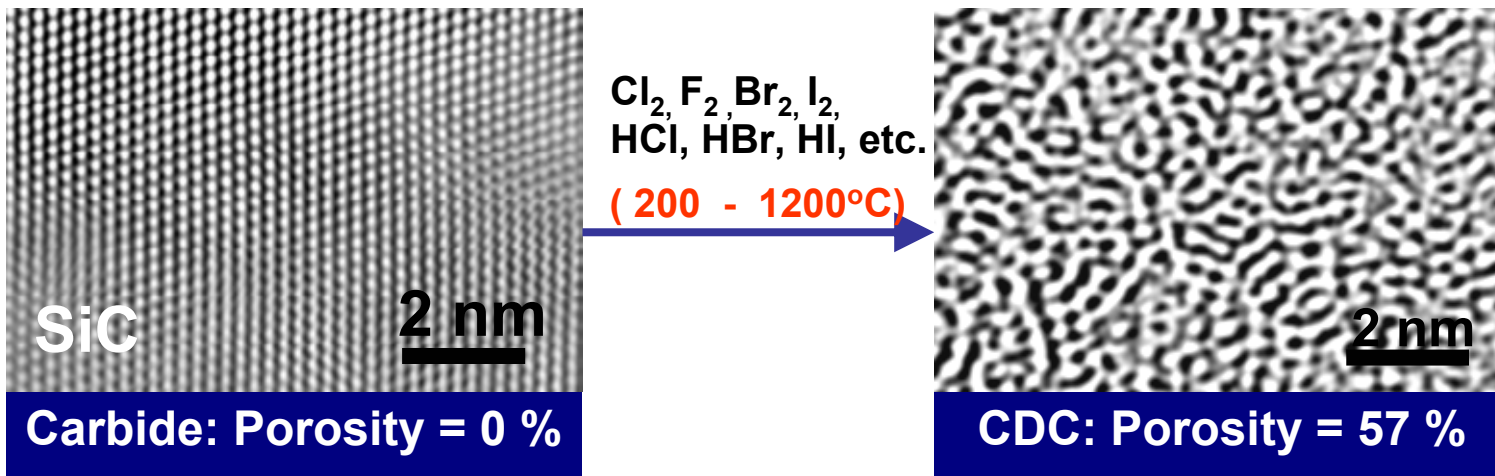 SiC
2 nm
Carbide: Porosity = 0 %
Cl₂, F₂, Br₂, I₂,
HCl, HBr, HI, etc.
( 200 - 1200ºC)
2 nm
CDC: Porosity = 57 %